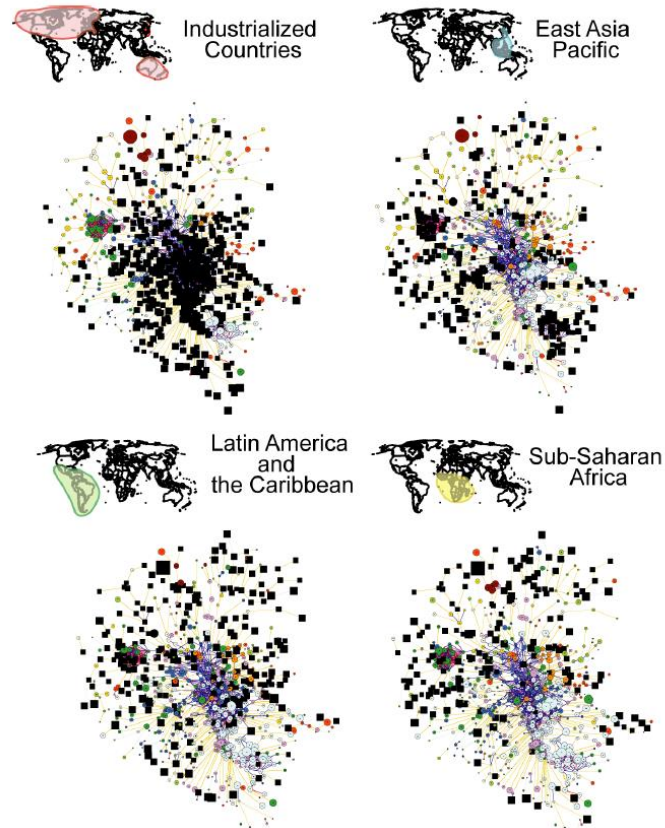 Industrialized
Countries
East Asia
Pacific
Latin America
and
the Caribbean
Sub-Saharan
Africa